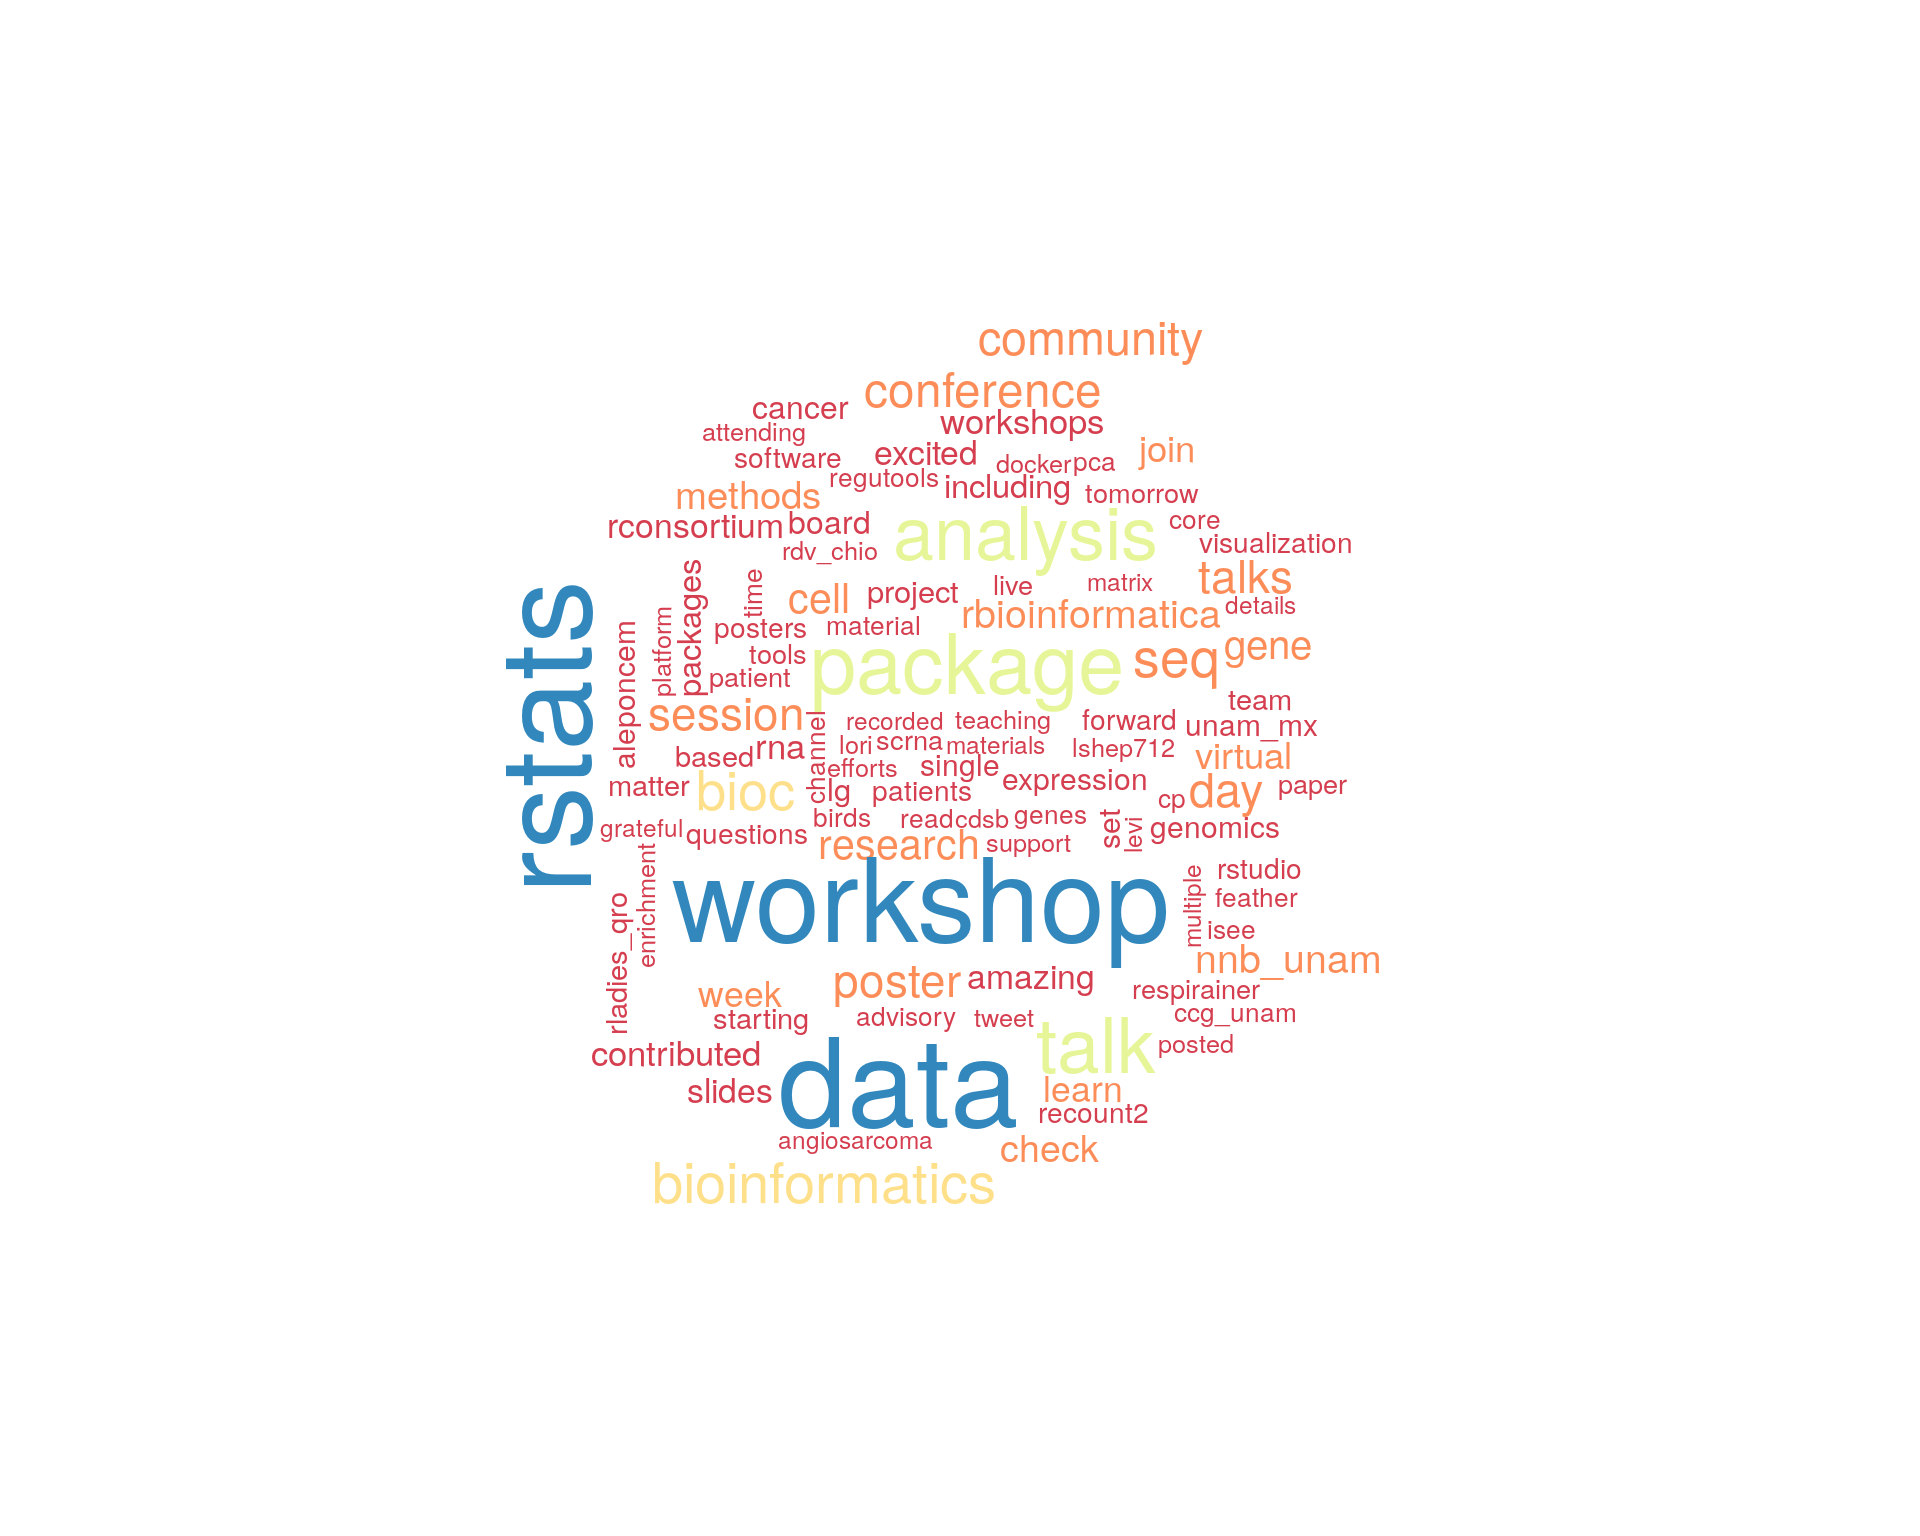 community
conference
cancer
workshops
attending
join
software
excited
docker
pca
regutools
including
tomorrow
methods
rconsortium
board
analysis
core
visualization
rdv_chio
talks
packages
time
cell
project
live
matrix
rbioinformatica
details
platform
posters
material
aleponcem
tools
package
seq
gene
patient
rstats
session
channel
recorded
teaching
forward
team
unam_mx
based
rna
lori
scrna
materials
lshep712
virtual
efforts
single
expression
matter
bioc
lg
patients
cp
day
paper
birds
read
cdsb
genes
set
levi
genomics
grateful
questions
research
support
enrichment
workshop
multiple
rstudio
feather
isee
rladies_qro
nnb_unam
week
poster
amazing
respirainer
starting
advisory
tweet
ccg_unam
contributed
talk
posted
slides
data
learn
recount2
angiosarcoma
check
bioinformatics